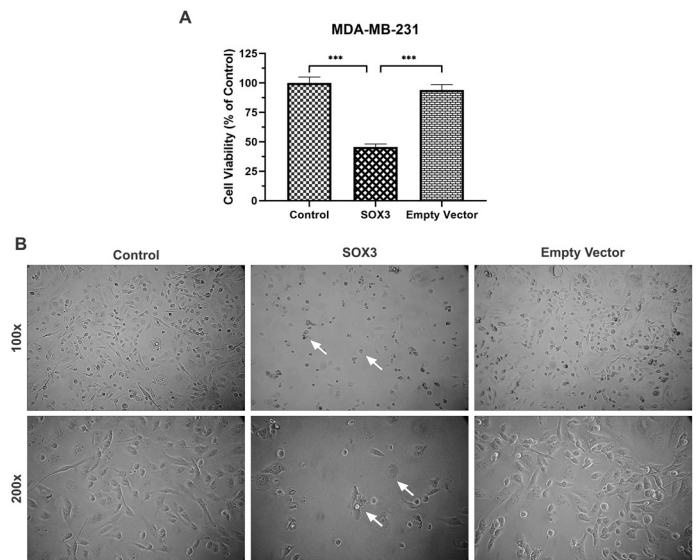 A
MDA-MB-231
Cell Viability (% of Control)
125
100
75
50
25
0
***
***
Control
SOX3
Empty Vector
B
Control
SOX3
Empty Vector
100x
200x